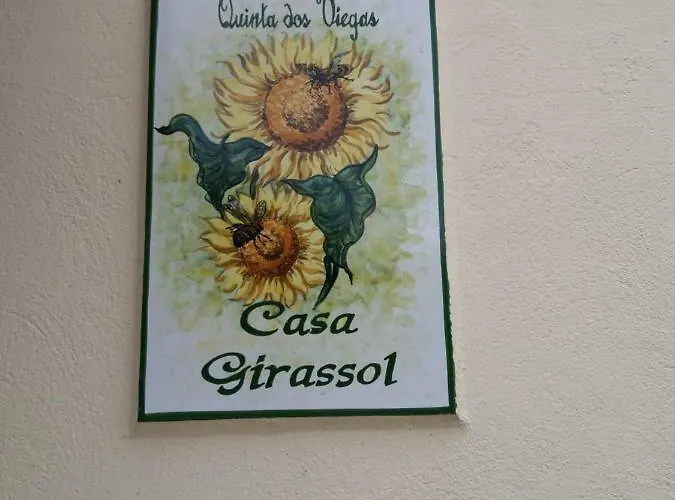 Quinta dos Viegas
Casa
Girassol